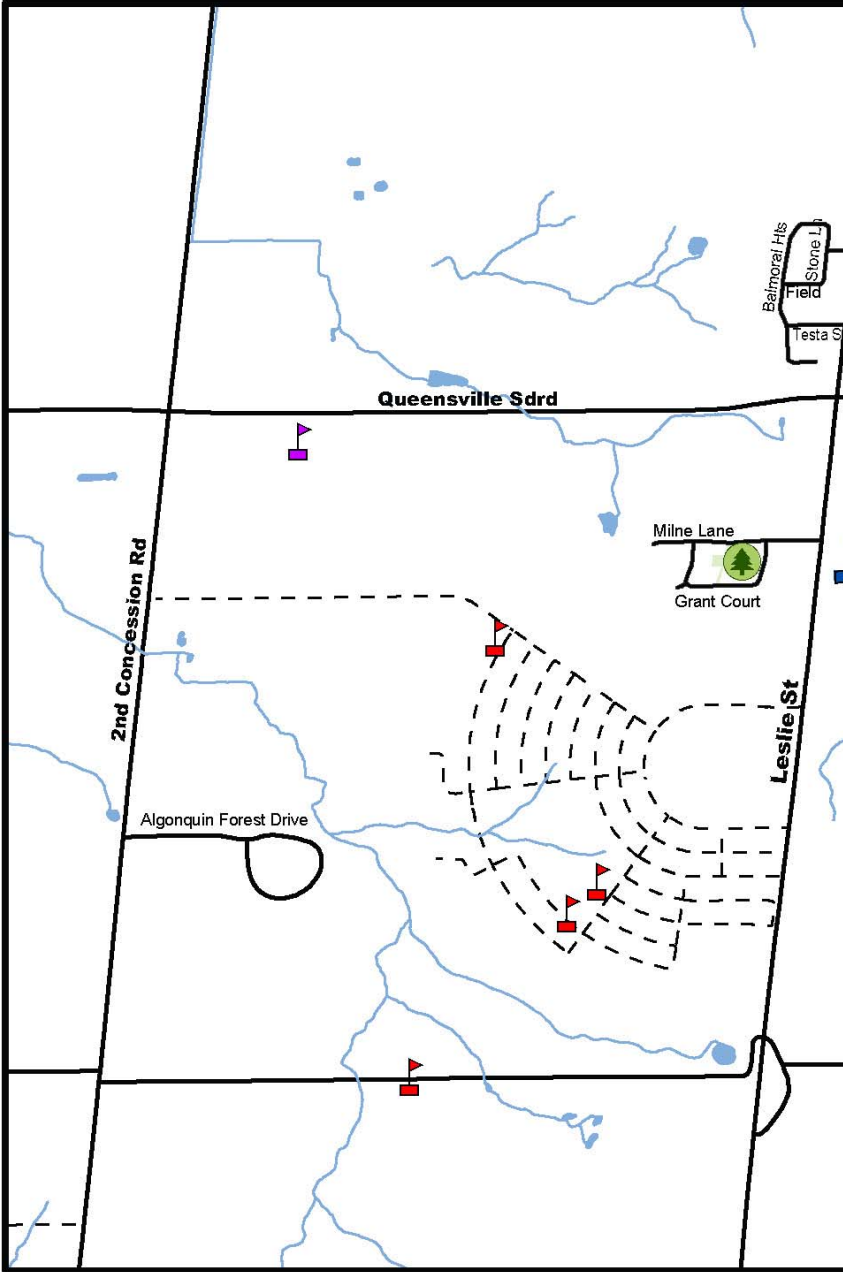 Balmoral Hts
Stone Ln
Field
Testa S
Queensville Sdrd
Milne Lane
Grant Court
2nd Concession Rd
Leslie St
Algonquin Forest Drive